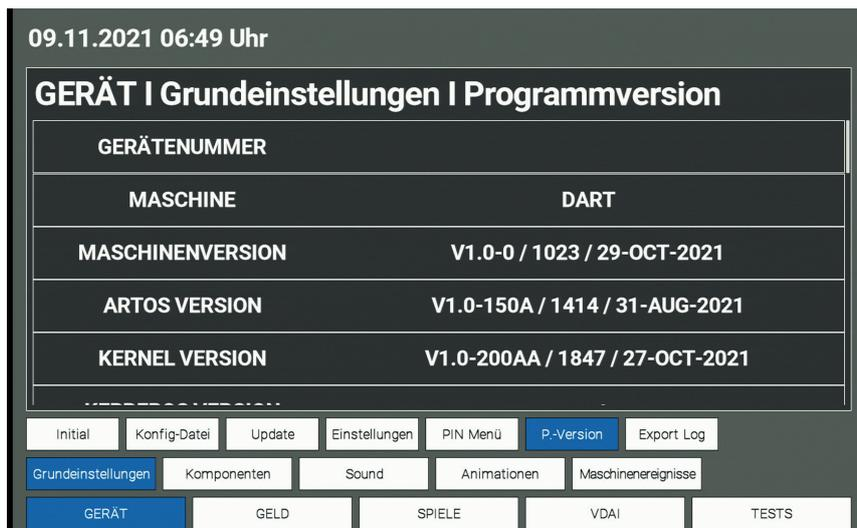 09.11.2021 06:49 Uhr
GERÄT I Grundeinstellungen I Programmversion
GERÄTENUMMER
MASCHINE DART
MASCHINENVERSION V1.0-0 / 1023 / 29-OCT-2021
ARTOS VERSION V1.0-150A / 1414 / 31-AUG-2021
KERNEL VERSION V1.0-200AA / 1847 / 27-OCT-2021
Initial Konfig-Datei Update Einstellungen PIN Menü P.-Version Export Log
Grundeinstellungen Komponenten Sound Animationen Maschinenereignisse
GERÄT GELD SPIELE VDAI TESTS